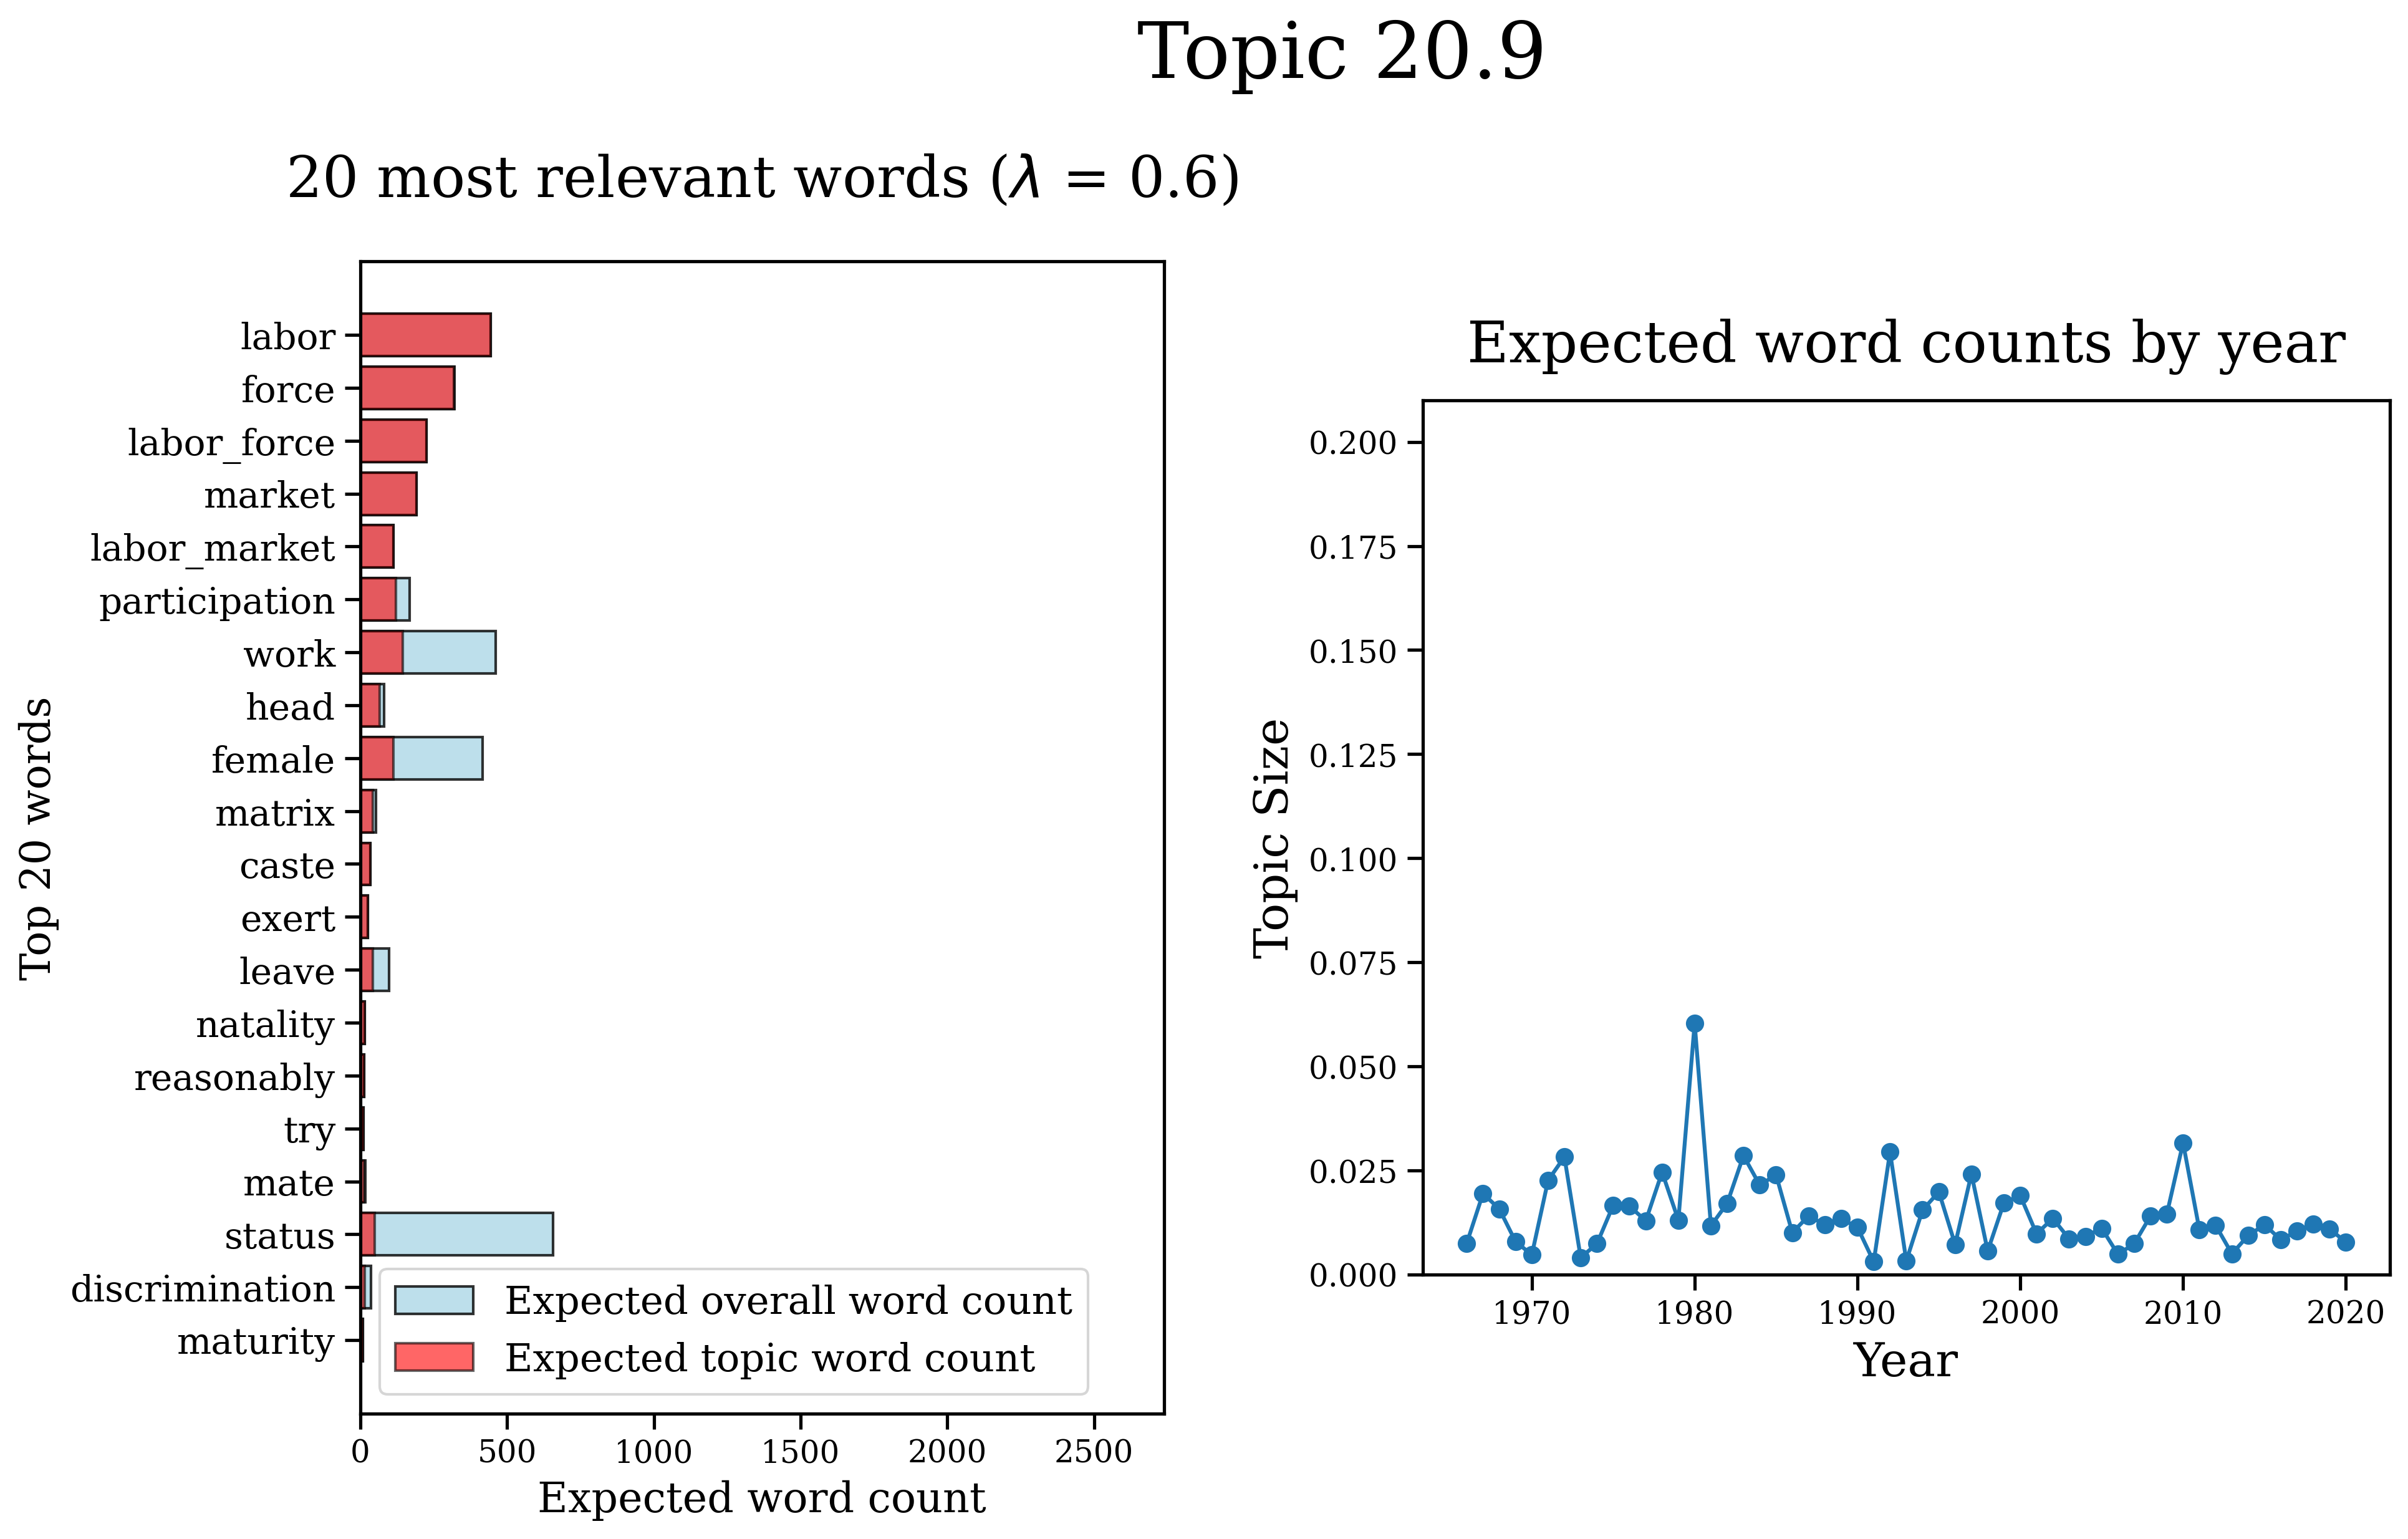 Topic 20.9
20 most relevant words (λ = 0.6)
Top 20 words
labor
force
labor_force
market
labor_market
participation
work
head
female
matrix
caste
exert
leave
natality
reasonably
try
mate
status
discrimination
maturity
Expected overall word count
Expected topic word count
0 500 1000 1500 2000 2500
Expected word count
Expected word counts by year
Topic Size
0.200
0.175
0.150
0.125
0.100
0.075
0.050
0.025
0.000
1970 1980 1990 2000 2010 2020
Year